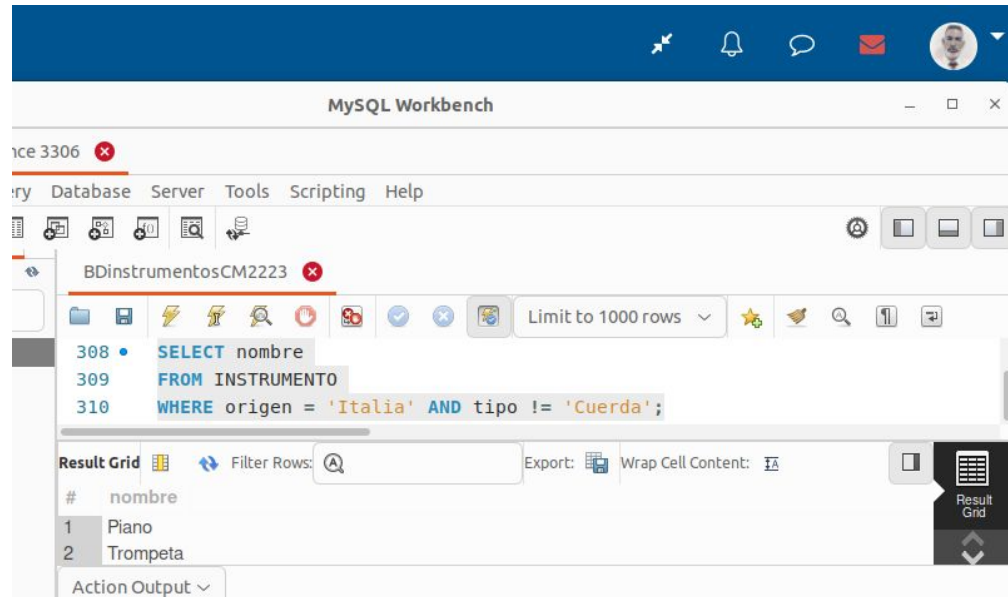 MySQL Workbench
nce 3306
ry Database Server Tools Scripting Help
BDinstrumentosCM2223
Limit to 1000 rows
308 SELECT nombre
309 FROM INSTRUMENTO
310 WHERE origen = 'Italia' AND tipo != 'Cuerda';
Result Grid Filter Rows: Export: Wrap Cell Content: IA
Result
Grid
# nombre
1 Piano
2 Trompeta
Action Output